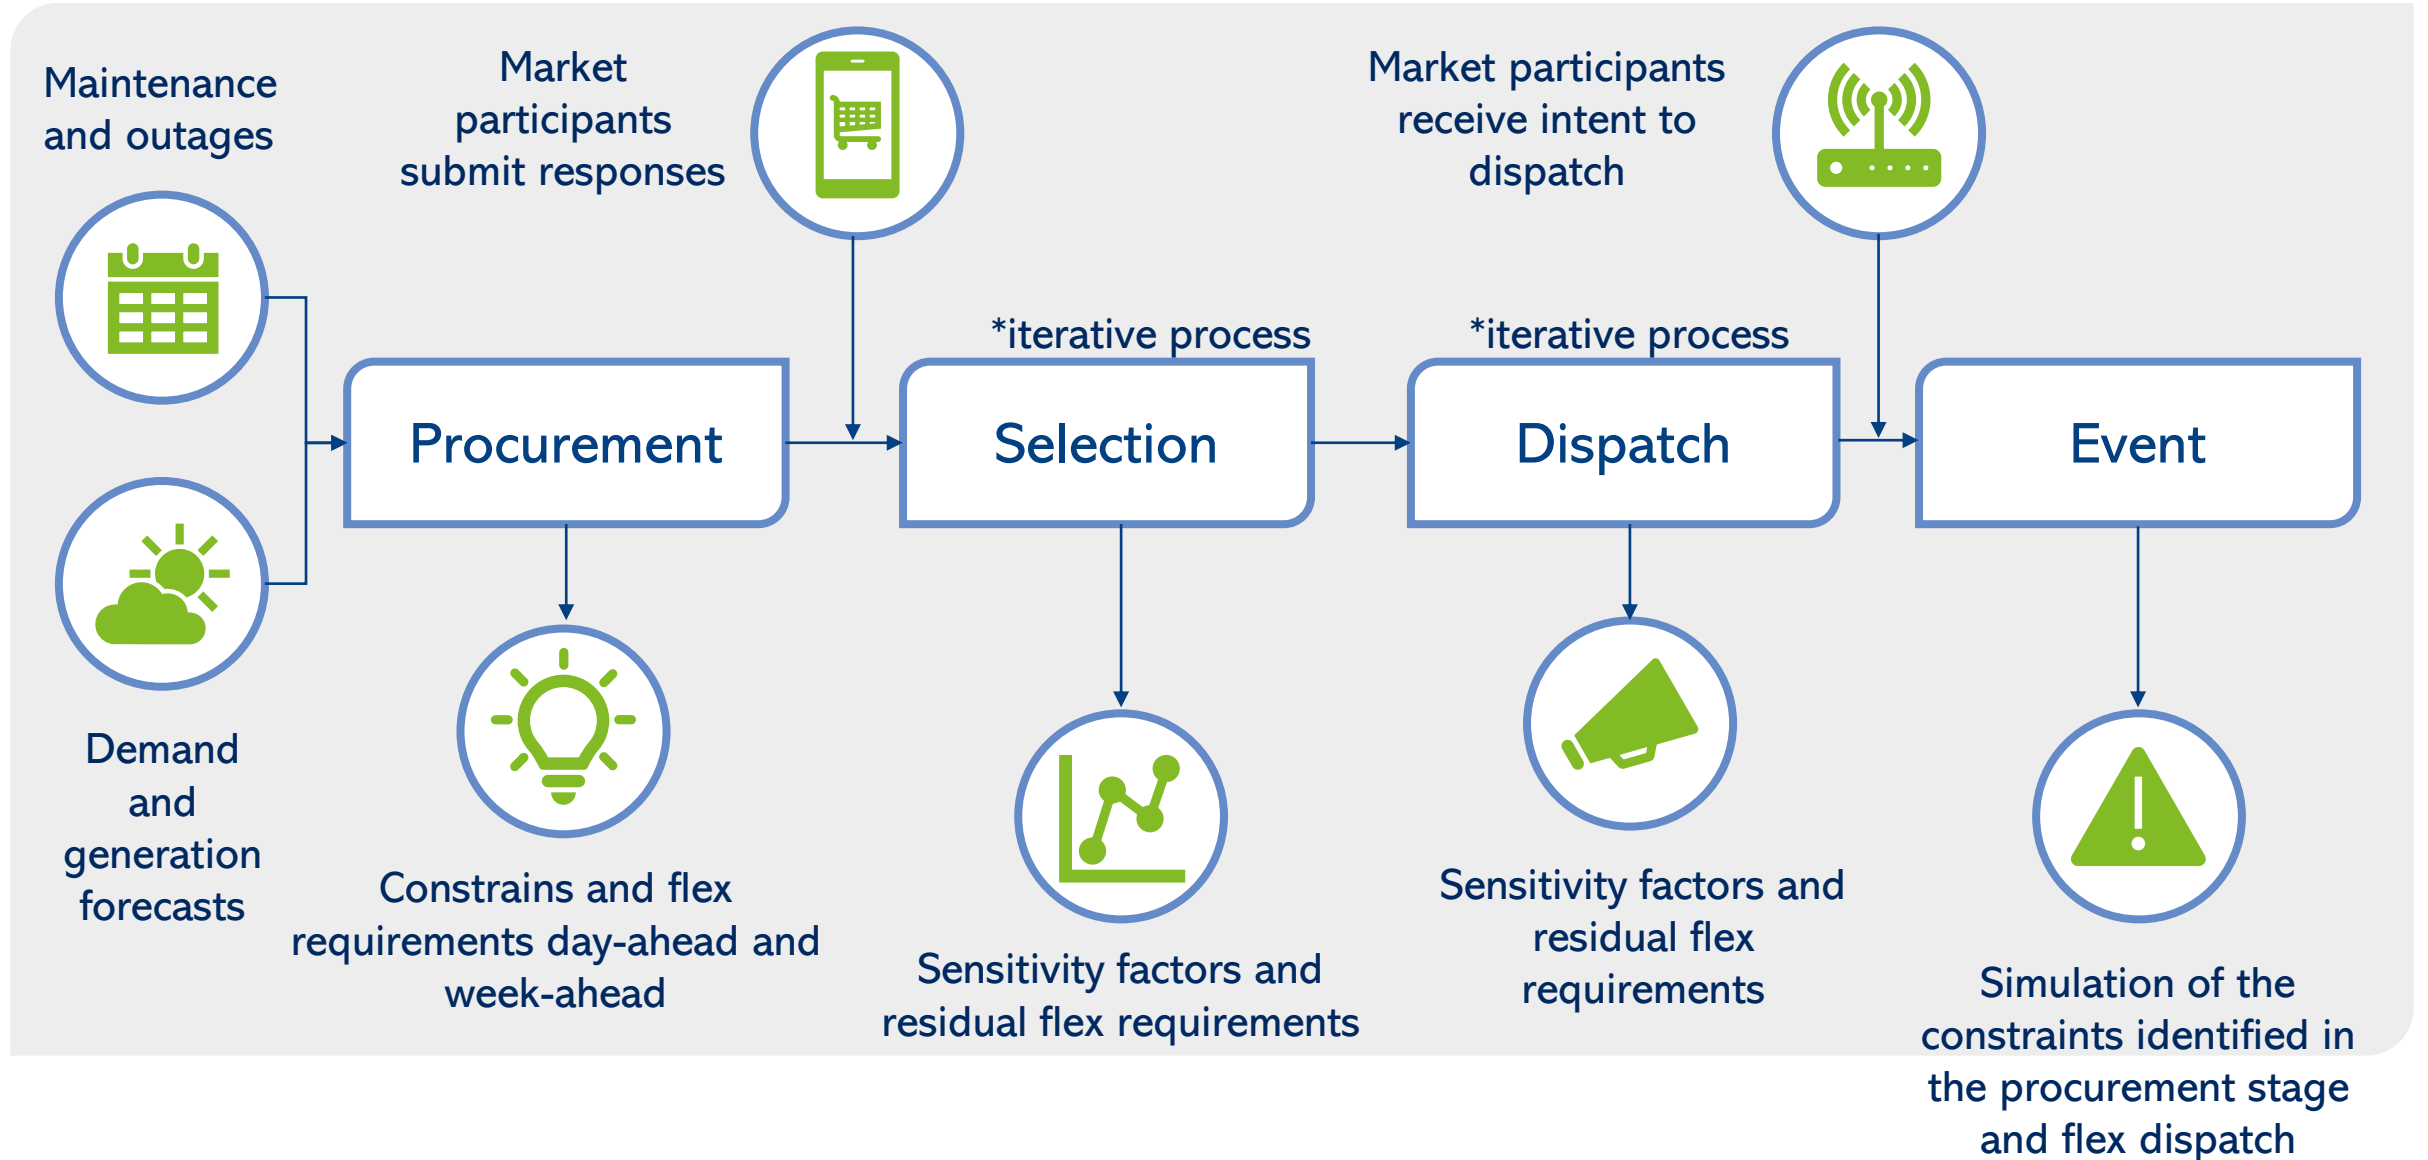 Maintenance
and outages
Market
participants
submit responses
Market participants
receive intent to
dispatch
*iterative process
*iterative process
Procurement
Selection
Dispatch
Event
Demand
and
generation
forecasts
Constrains and flex
requirements day-ahead and
week-ahead
Sensitivity factors and
residual flex requirements
Sensitivity factors and
residual flex
requirements
Simulation of the
constraints identified in
the procurement stage
and flex dispatch